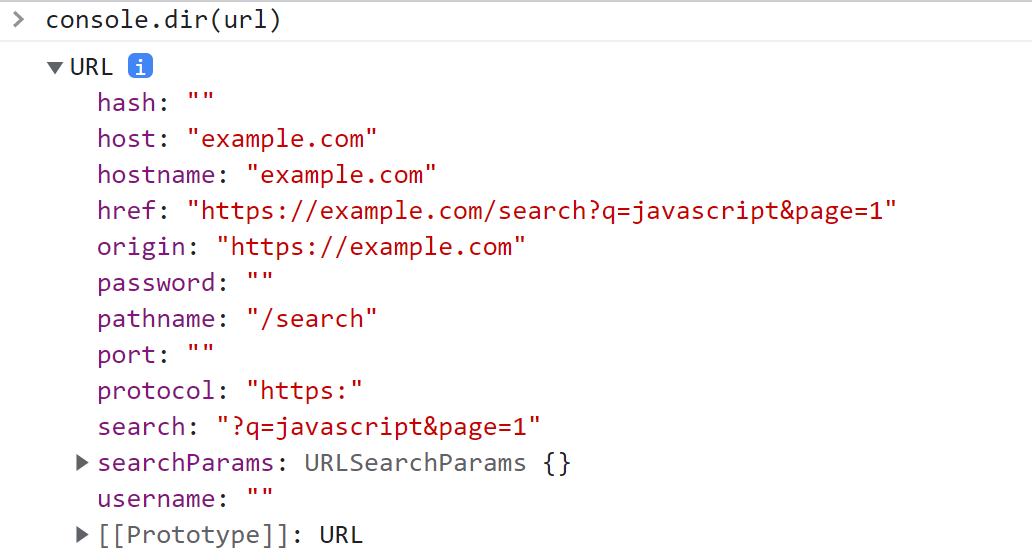 > console.dir(url)
▼ URL i
hash: ""
host: "example.com"
hostname: "example.com"
href: "https://example.com/search?q=javascript&page=1"
origin: "https://example.com"
password: ""
pathname: "/search"
port: ""
protocol: "https:"
search: "?q=javascript&page=1"
▶ searchParams: URLSearchParams {}
username: ""
▶ [[Prototype]]: URL